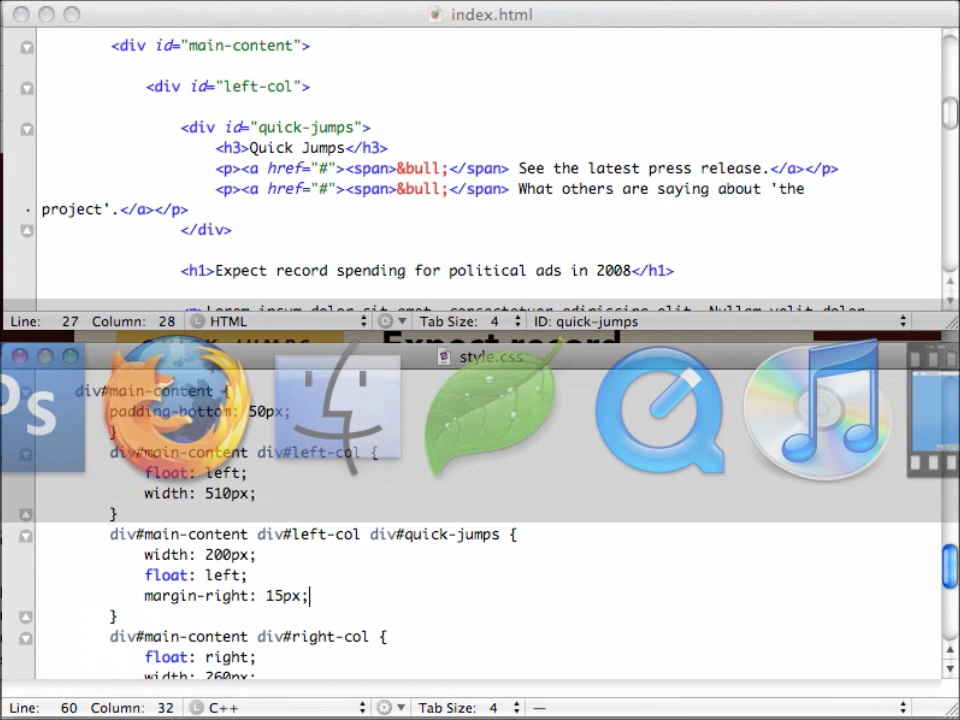 index.html
<div id="main-content">
<div id="left-col">
<div id="quick-jumps">
<h3>Quick Jumps</h3>
<p><a href="#"><span>&bull;</span> See the latest press release.</a></p>
<p><a href="#"><span>&bull;</span> What others are saying about 'the
project'.</a></p>
</div>
<h1>Expect record spending for political ads in 2008</h1>
Line: 27 Column: 28 L HTML Tab Size: 4 ID: quick-jumps
Expect record
style.css
Ps
div#main-content {
padding-bottom: 50px;
}
div#main-content div#left-col {
float: left;
width: 510px;
}
div#main-content div#left-col div#quick-jumps {
width: 200px;
float: left;
margin-right: 15px;
}
div#main-content div#right-col {
float: right;
width: 260px;
Line: 60 Column: 32 L C++ Tab Size: 4 —